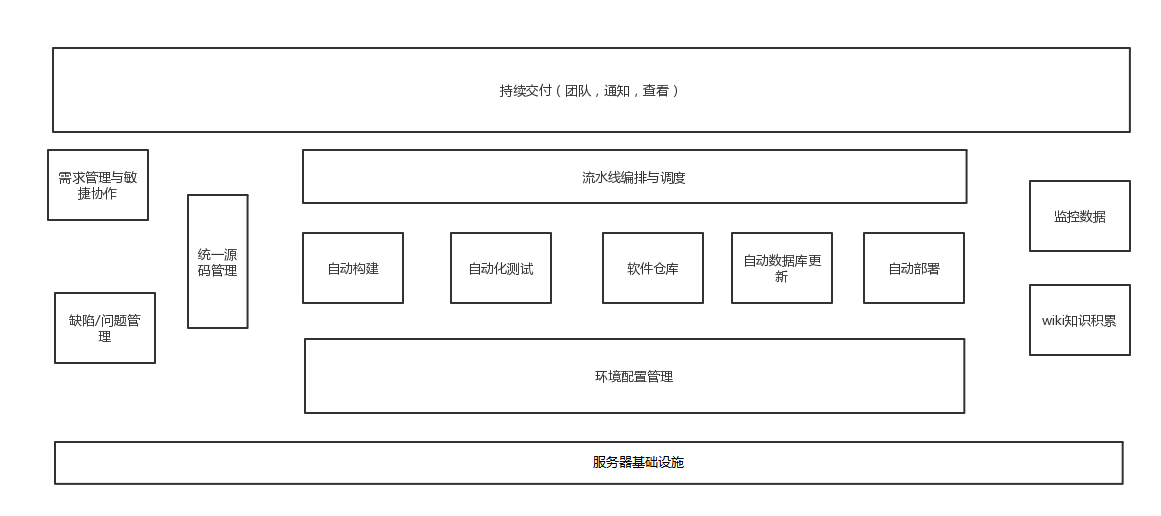 持续交付（团队，通知，查看）
需求管理与敏
捷协作
流水线编排与调度
监控数据
统一源
码管理
自动构建
自动化测试
软件仓库
自动数据库更
新
自动部署
缺陷/问题管
理
wiki知识积累
环境配置管理
服务器基础设施